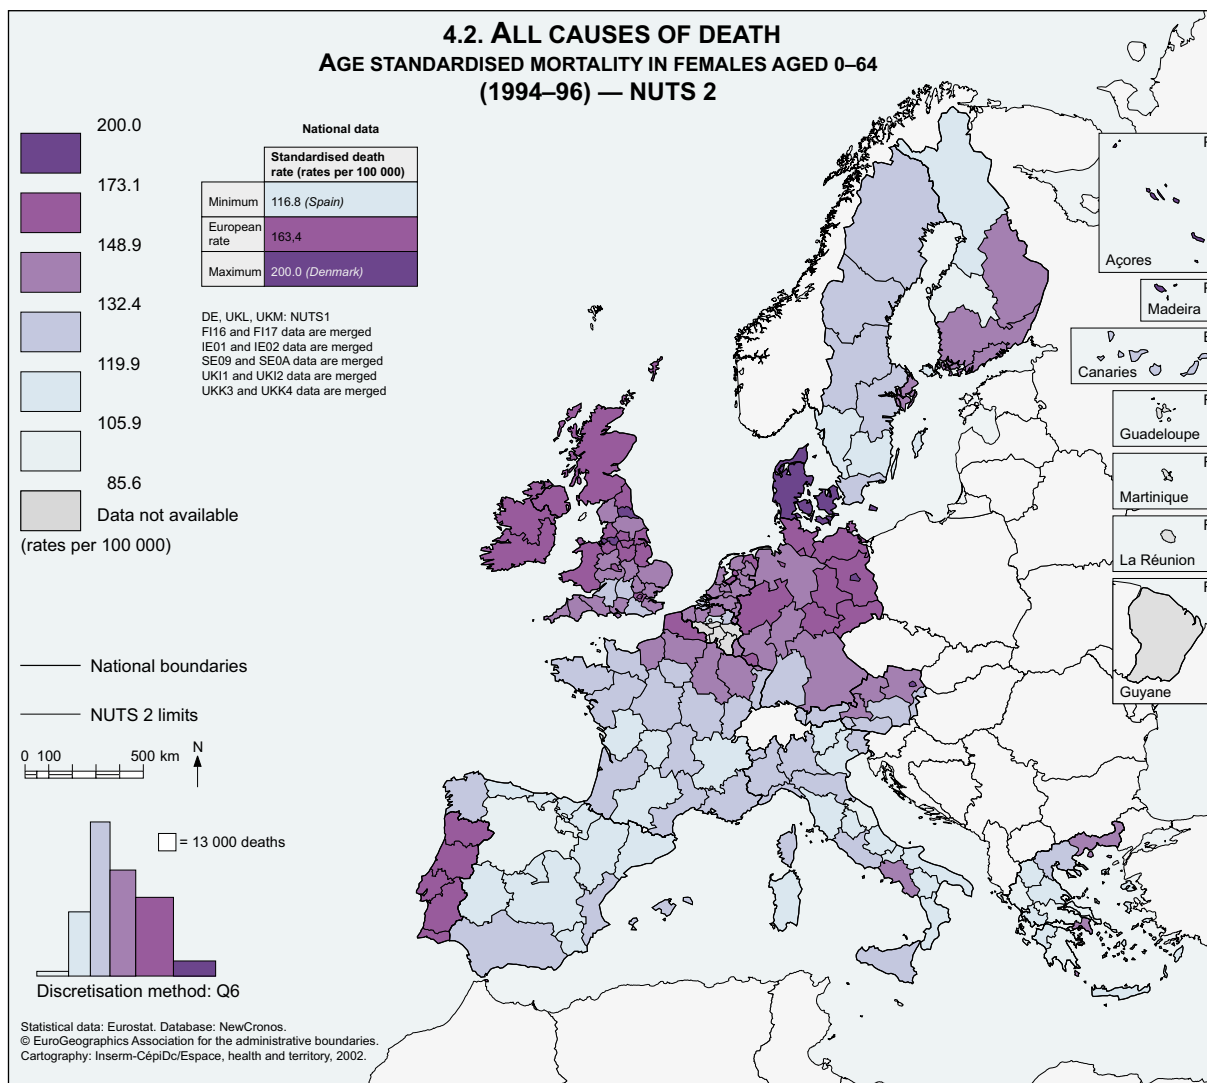 4.2. ALL CAUSES OF DEATH
AGE STANDARDISED MORTALITY IN FEMALES AGED 0–64
(1994–96) — NUTS 2
200.0
173.1
148.9
132.4
119.9
105.9
85.6
Data not available
(rates per 100 000)
National data
Standardised death
rate (rates per 100 000)
Minimum 116.8 (Spain)
European
rate 163,4
Maximum 200.0 (Denmark)
DE, UKL, UKM: NUTS1
FI16 and FI17 data are merged
IE01 and IE02 data are merged
SE09 and SE0A data are merged
UKI1 and UKI2 data are merged
UKK3 and UKK4 data are merged
F
Açores
F
Madeira
E
Canaries
F
Guadeloupe
F
Martinique
F
La Réunion
F
Guyane
National boundaries
NUTS 2 limits
0 100 500 km
N
= 13 000 deaths
Discretisation method: Q6
Statistical data: Eurostat. Database: NewCronos.
© EuroGeographics Association for the administrative boundaries.
Cartography: Inserm-CépiDc/Espace, health and territory, 2002.